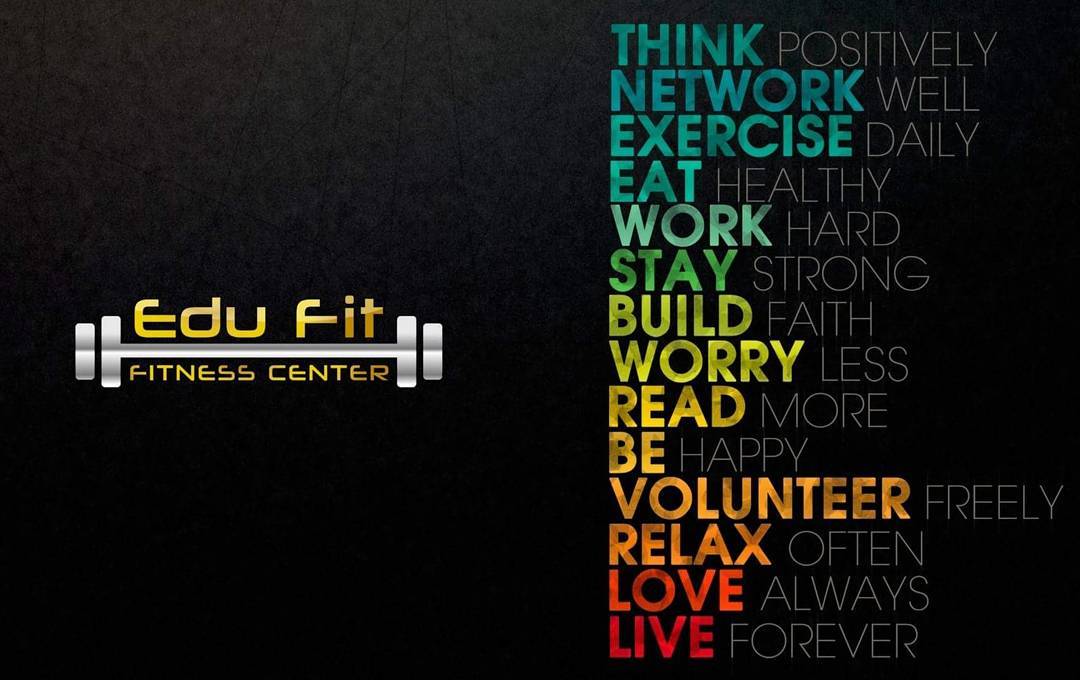 Edu Fit
FITNESS CENTER
THINK POSITIVELY
NETWORK WELL
EXERCISE DAILY
EAT HEALTHY
WORK HARD
STAY STRONG
BUILD FAITH
WORRY LESS
READ MORE
BE HAPPY
VOLUNTEER FREELY
RELAX OFTEN
LOVE ALWAYS
LIVE FOREVER